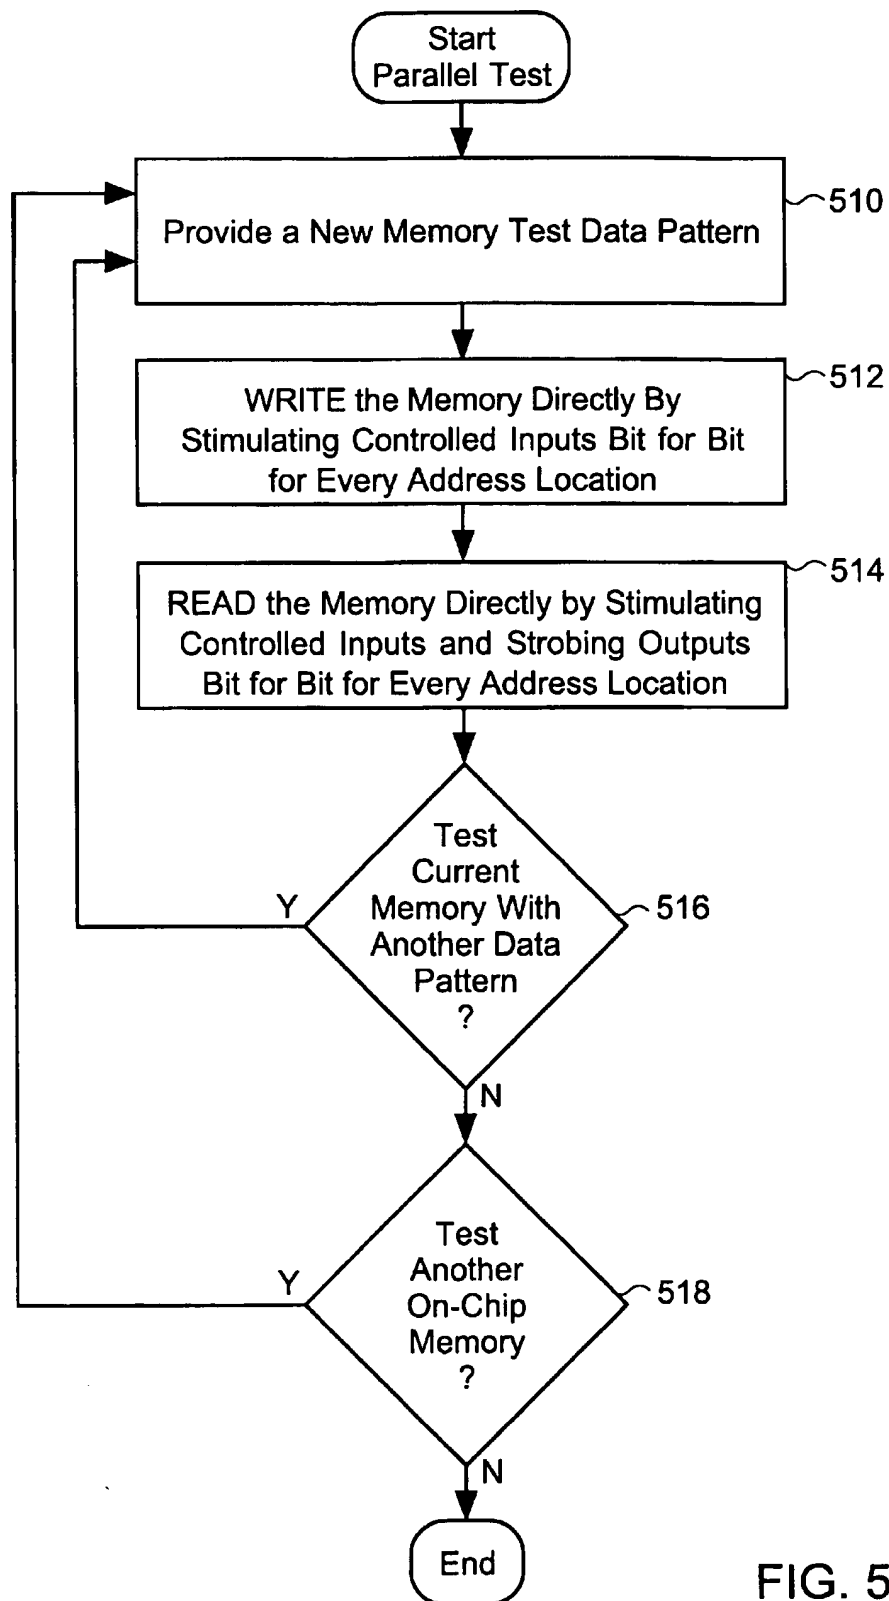 Start
Parallel Test
Provide a New Memory Test Data Pattern
510
WRITE the Memory Directly By
Stimulating Controlled Inputs Bit for Bit
for Every Address Location
512
READ the Memory Directly by Stimulating
Controlled Inputs and Strobing Outputs
Bit for Bit for Every Address Location
514
Test
Current
Memory With
Another Data
Pattern
?
516
Y
N
Test
Another
On-Chip
Memory
?
518
Y
N
End
FIG. 5